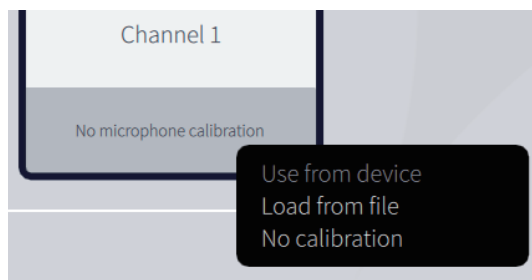 Channel 1
No microphone calibration
Use from device
Load from file
No calibration